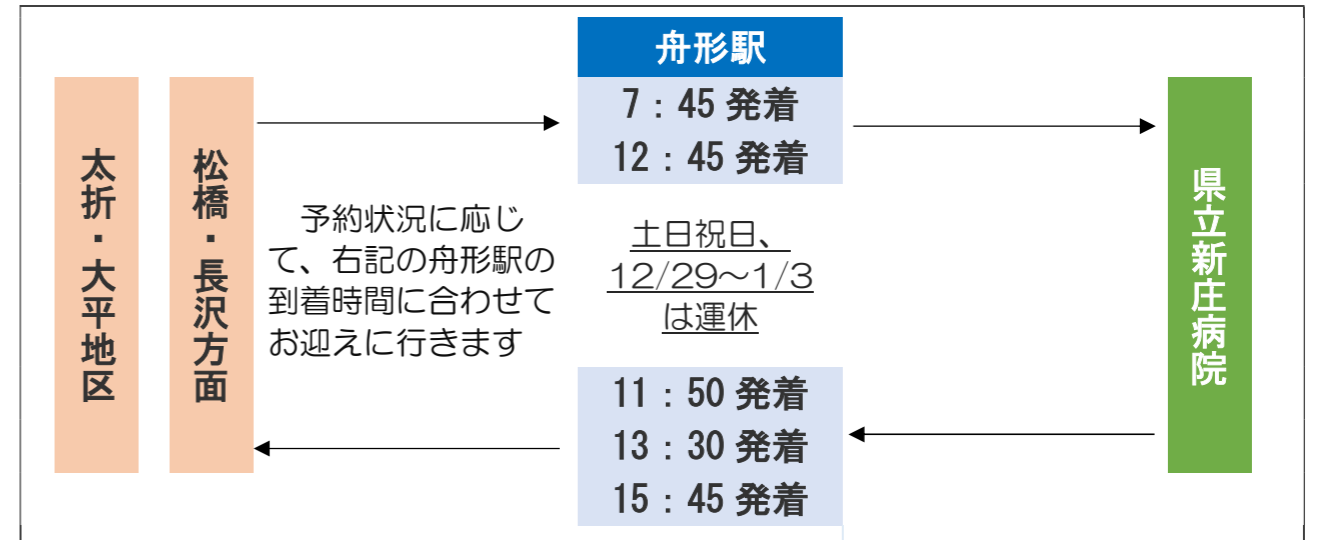 舟形駅
7：45 発着
12：45 発着
太折・大平地区
松橋・長沢方面
　予約状況に応じ
て、右記の舟形駅の
到着時間に合わせて
お迎えに行きます
土日祝日、
12/29～1/3
は運休
県立新庄病院
11：50 発着
13：30 発着
15：45 発着